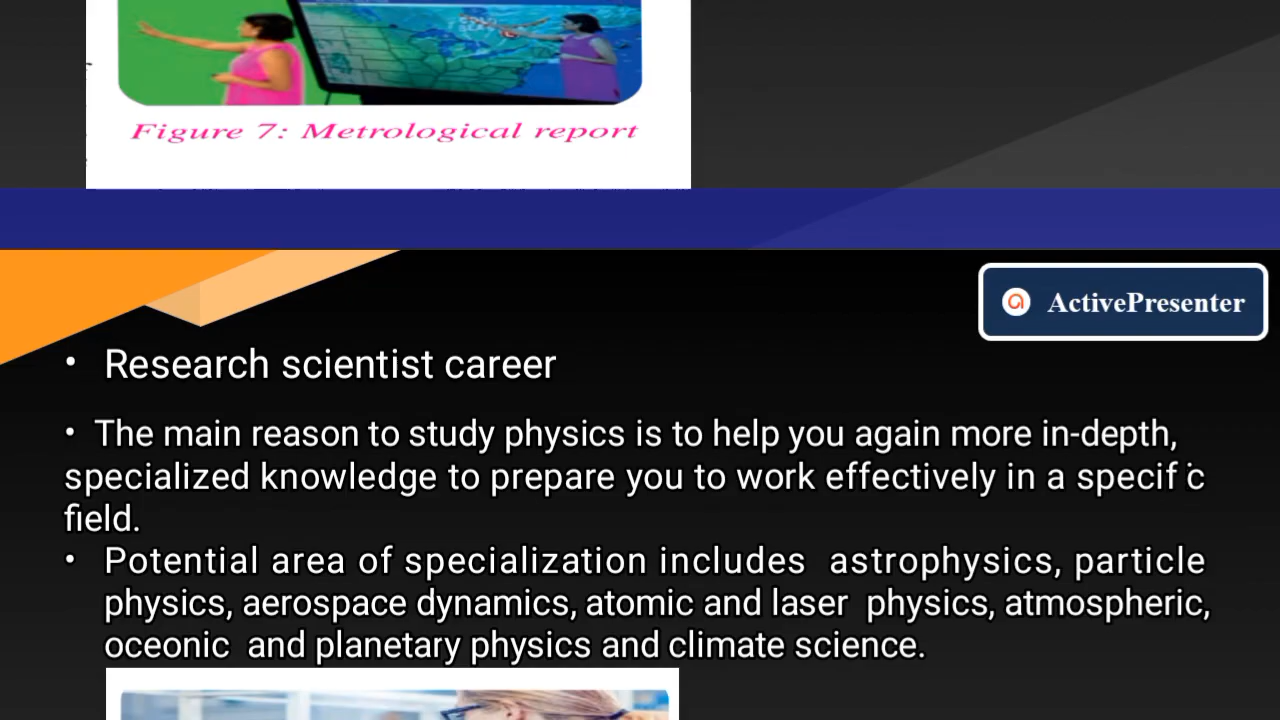 Figure 7: Metrological report
ActivePresenter
• Research scientist career
• The main reason to study physics is to help you again more in-depth,
specialized knowledge to prepare you to work effectively in a specific
field.
• Potential area of specialization includes astrophysics, particle
physics, aerospace dynamics, atomic and laser physics, atmospheric,
oceonic and planetary physics and climate science.